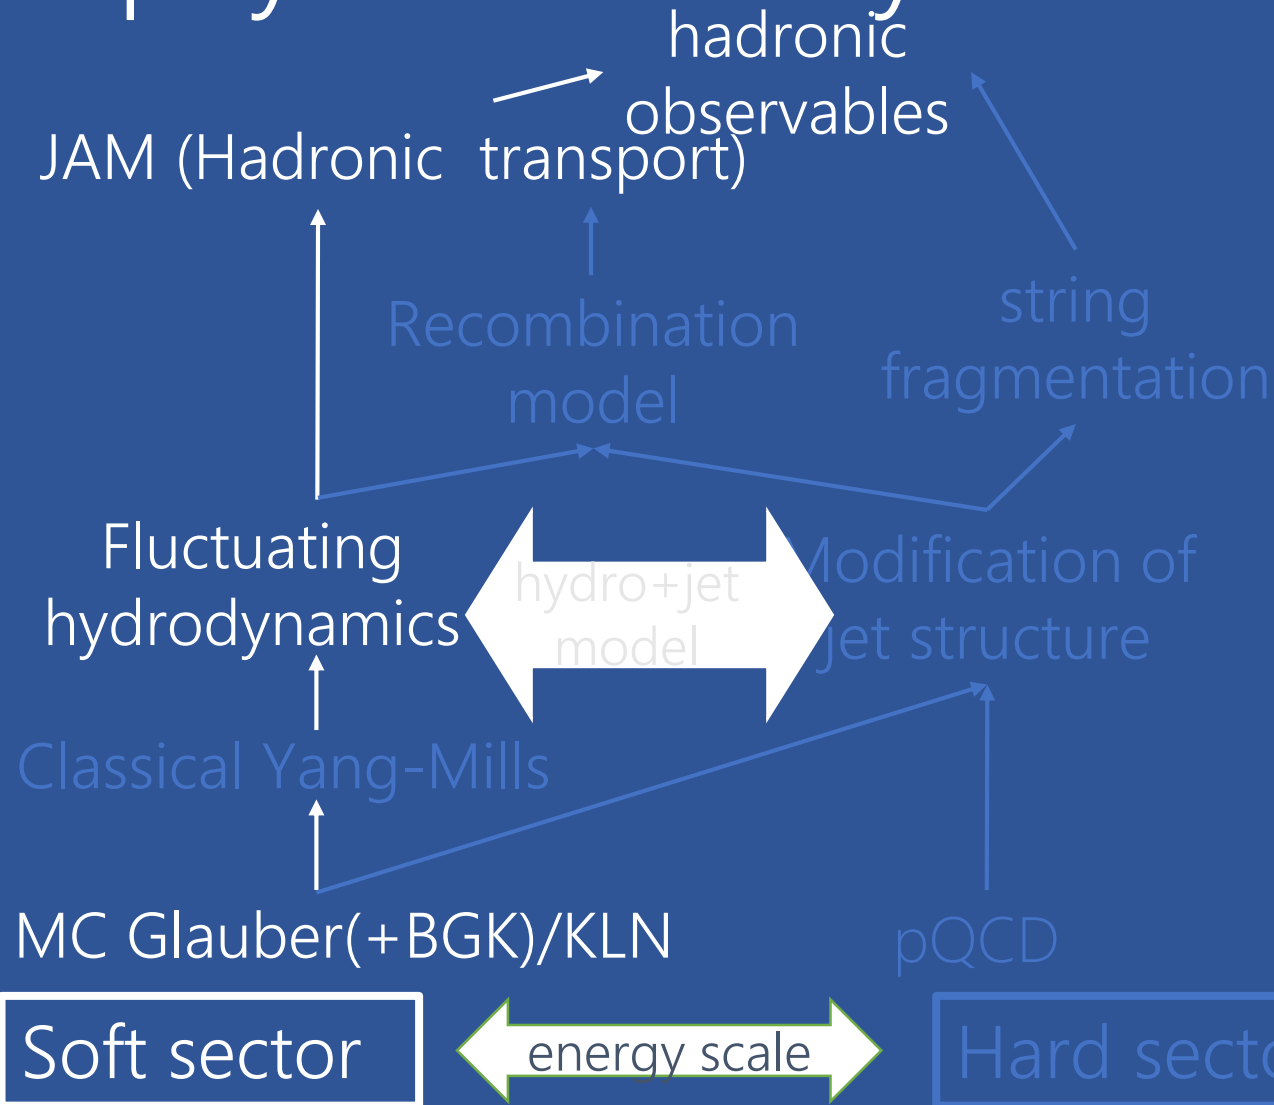 hadronic
observables
JAM (Hadronic  transport)
Recombination
model
string
fragmentation
Fluctuating
hydrodynamics
hydro+jet
model
Modification of
jet structure
Classical Yang-Mills
MC Glauber(+BGK)/KLN
pQCD
Soft sector
energy scale
Hard